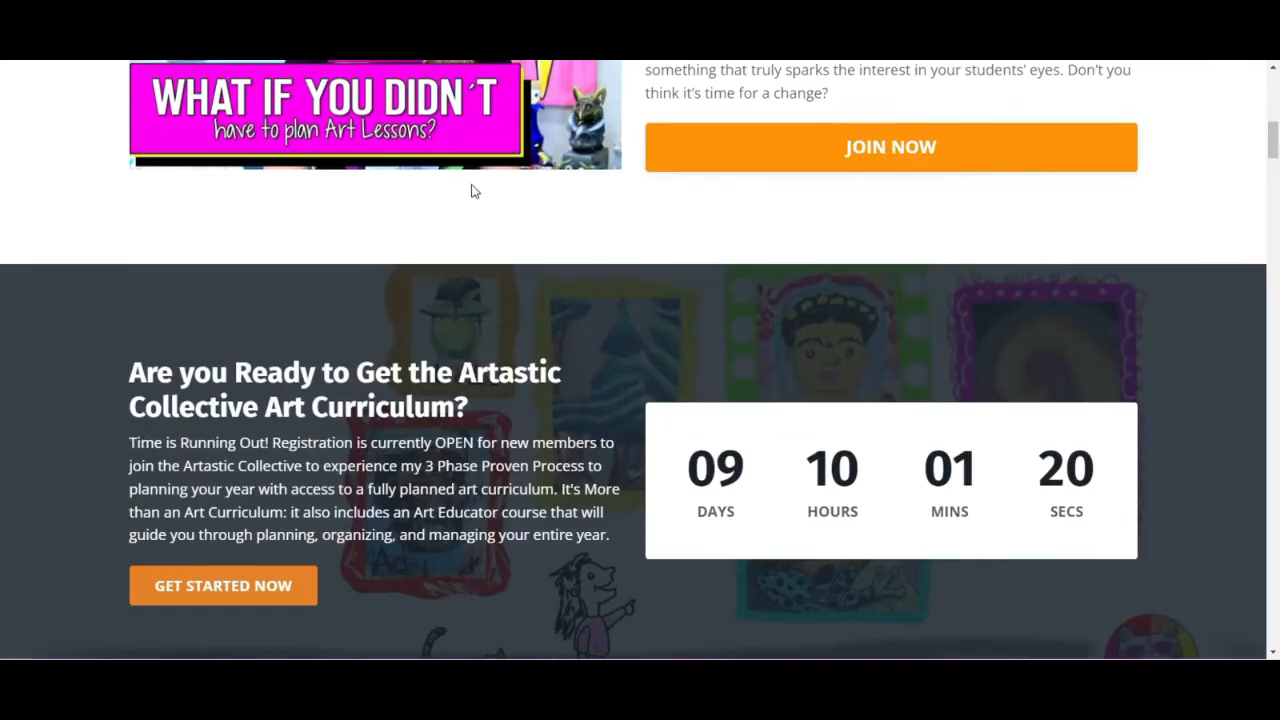 WHAT IF YOU DIDN´T
have to plan Art Lessons?
something that truly sparks the interest in your students' eyes. Don't you
think it's time for a change?
JOIN NOW
Are you Ready to Get the Artastic
Collective Art Curriculum?
Time is Running Out! Registration is currently OPEN for new members to
join the Artastic Collective to experience my 3 Phase Proven Process to
planning your year with access to a fully planned art curriculum. It's More
than an Art Curriculum: it also includes an Art Educator course that will
guide you through planning, organizing, and managing your entire year.
GET STARTED NOW
09 10 01 20
DAYS HOURS MINS SECS